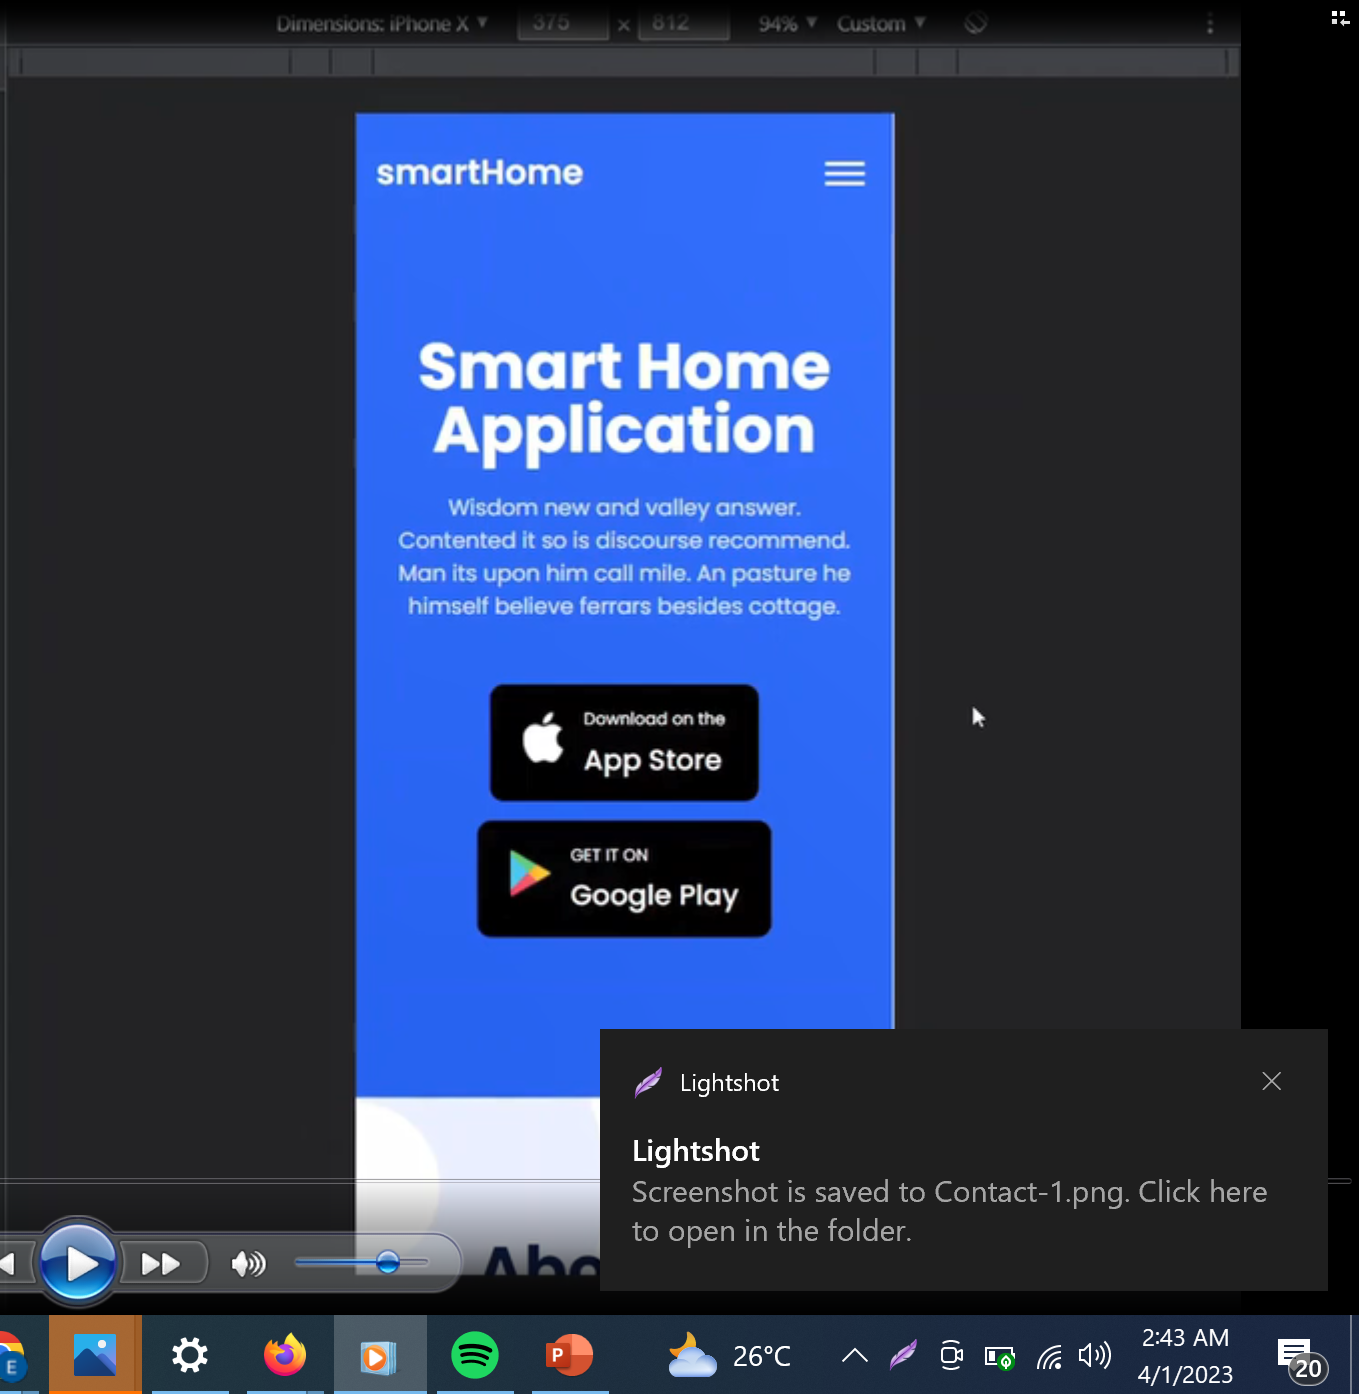 Dimensions: iPhone X
375 × 812
94%
Custom
smartHome
Smart Home
Application
Wisdom new and valley answer.
Contented it so is discourse recommend.
Man its upon him call mile. An pasture he
himself believe ferrars besides cottage.
Download on the
App Store
GET IT ON
Google Play
Lightshot
Lightshot
Screenshot is saved to Contact-1.png. Click here
to open in the folder.
E
P
26°C
2:43 AM
4/1/2023
20